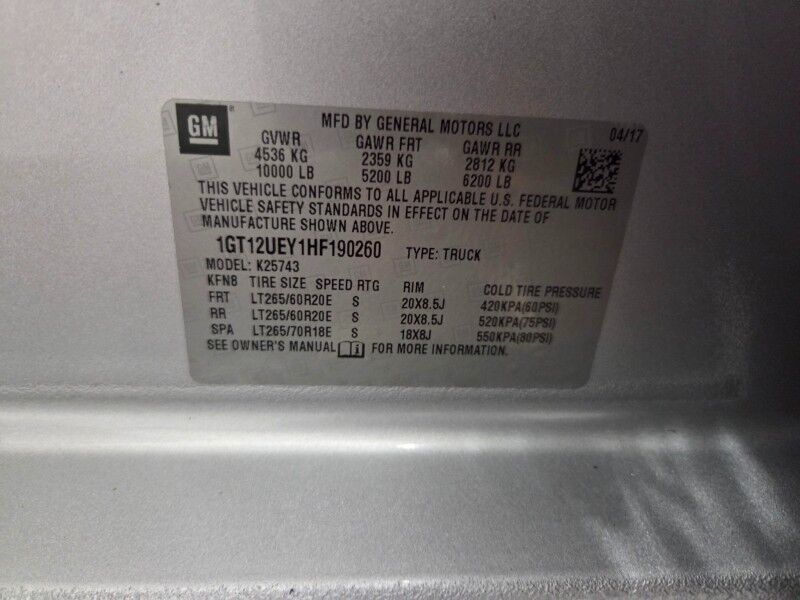 GM
MFD BY GENERAL MOTORS LLC 04/17
GVWR GAWR FRT GAWR RR
4536 KG 2359 KG 2812 KG
10000 LB 5200 LB 6200 LB
THIS VEHICLE CONFORMS TO ALL APPLICABLE U.S. FEDERAL MOTOR
VEHICLE SAFETY STANDARDS IN EFFECT ON THE DATE OF
MANUFACTURE SHOWN ABOVE.
1GT12UEY1HF190260 TYPE: TRUCK
MODEL: K25743
KFNB TIRE SIZE SPEED RTG RIM COLD TIRE PRESSURE
FRT LT265/60R20E S 20X8.5J 420KPA(60PSI)
RR LT265/60R20E S 20X8.5J 520KPA(75PSI)
SPA LT265/70R18E S 18X8J 550KPA(80PSI)
SEE OWNER'S MANUAL FOR MORE INFORMATION.